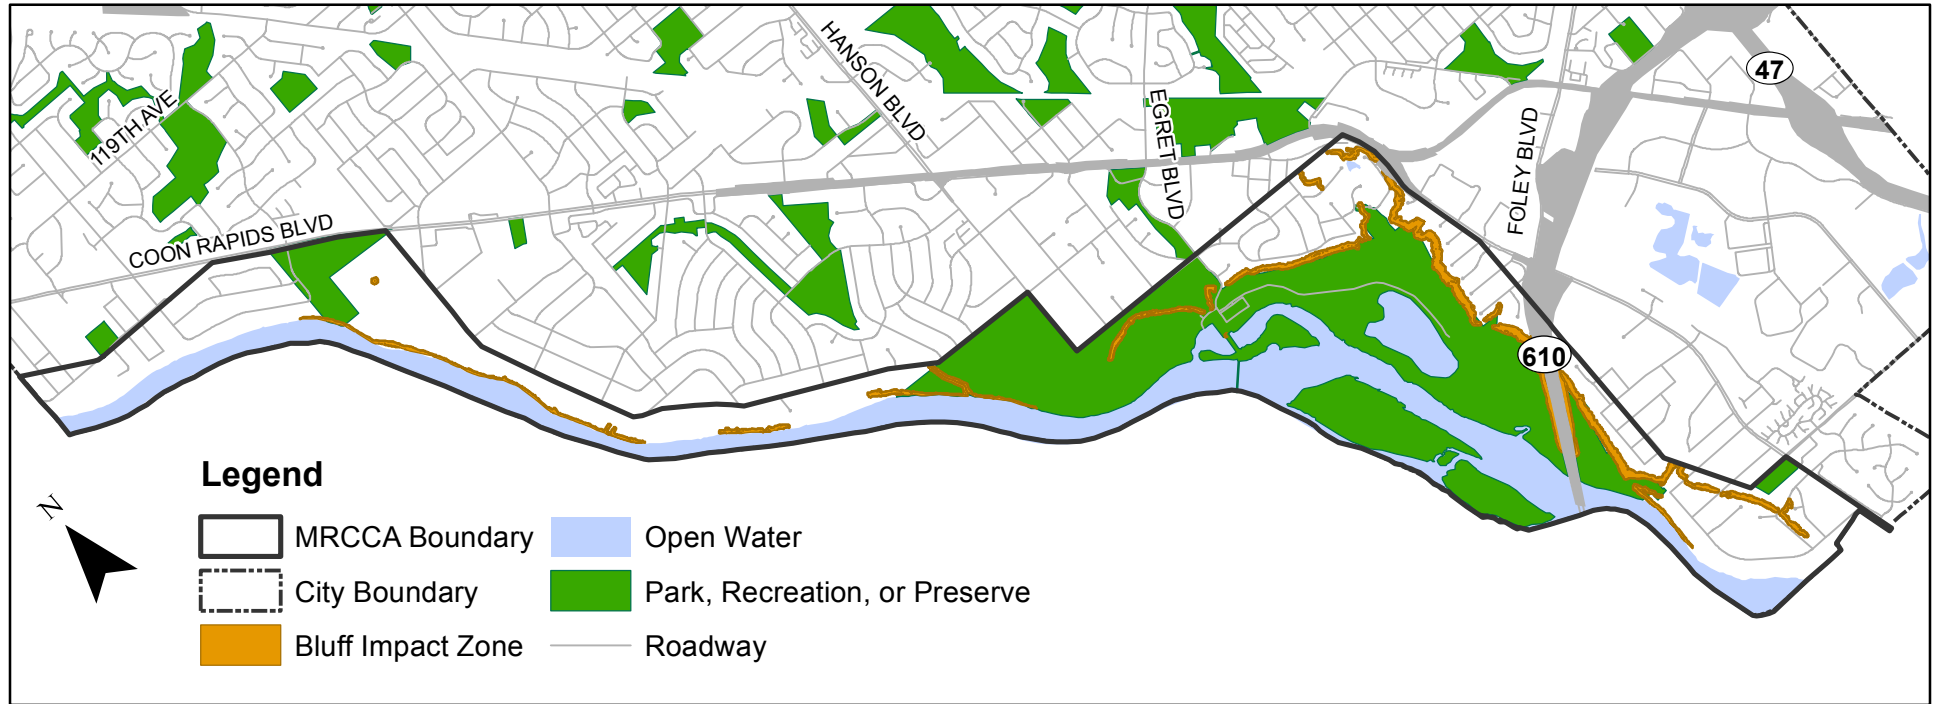 HANSON BLVD
47
119TH AVE
EGRET BLVD
FOLEY BLVD
COON RAPIDS BLVD
610
Legend
N
MRCCA Boundary
Open Water
City Boundary
Park, Recreation, or Preserve
Bluff Impact Zone
Roadway